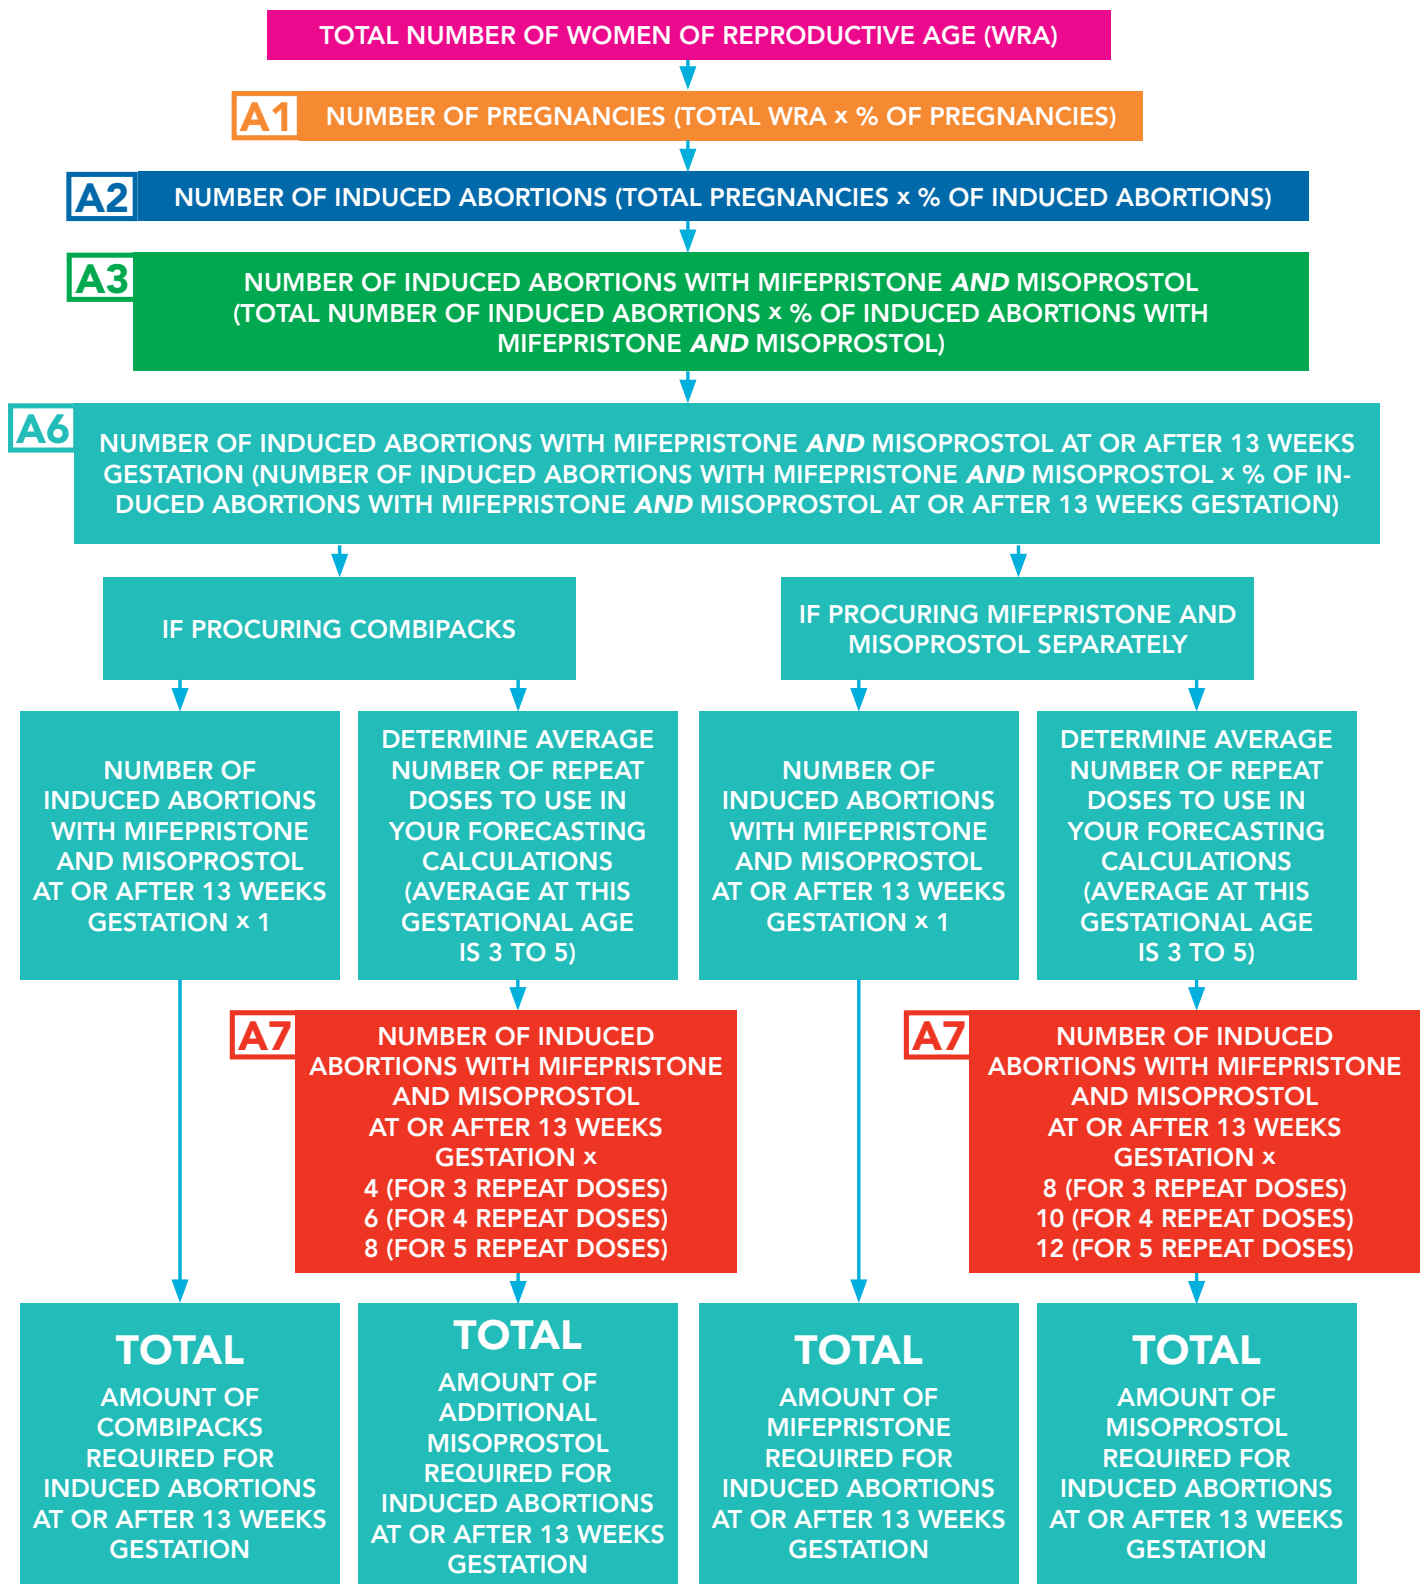 TOTAL NUMBER OF WOMEN OF REPRODUCTIVE AGE (WRA)
A1
NUMBER OF PREGNANCIES (TOTAL WRA x % OF PREGNANCIES)
A2
NUMBER OF INDUCED ABORTIONS (TOTAL PREGNANCIES x % OF INDUCED ABORTIONS)
A3
NUMBER OF INDUCED ABORTIONS WITH MIFEPRISTONE AND MISOPROSTOL
(TOTAL NUMBER OF INDUCED ABORTIONS x % OF INDUCED ABORTIONS WITH
MIFEPRISTONE AND MISOPROSTOL)
A6
NUMBER OF INDUCED ABORTIONS WITH MIFEPRISTONE AND MISOPROSTOL AT OR AFTER 13 WEEKS
GESTATION (NUMBER OF INDUCED ABORTIONS WITH MIFEPRISTONE AND MISOPROSTOL x % OF IN-
DUCED ABORTIONS WITH MIFEPRISTONE AND MISOPROSTOL AT OR AFTER 13 WEEKS GESTATION)
IF PROCURING COMBIPACKS
IF PROCURING MIFEPRISTONE AND
MISOPROSTOL SEPARATELY
NUMBER OF
INDUCED ABORTIONS
WITH MIFEPRISTONE
AND MISOPROSTOL
AT OR AFTER 13 WEEKS
GESTATION x 1
DETERMINE AVERAGE
NUMBER OF REPEAT
DOSES TO USE IN
YOUR FORECASTING
CALCULATIONS
(AVERAGE AT THIS
GESTATIONAL AGE
IS 3 TO 5)
NUMBER OF
INDUCED ABORTIONS
WITH MIFEPRISTONE
AND MISOPROSTOL
AT OR AFTER 13 WEEKS
GESTATION x 1
DETERMINE AVERAGE
NUMBER OF REPEAT
DOSES TO USE IN
YOUR FORECASTING
CALCULATIONS
(AVERAGE AT THIS
GESTATIONAL AGE
IS 3 TO 5)
A7
NUMBER OF INDUCED
ABORTIONS WITH MIFEPRISTONE
AND MISOPROSTOL
AT OR AFTER 13 WEEKS
GESTATION x
4 (FOR 3 REPEAT DOSES)
6 (FOR 4 REPEAT DOSES)
8 (FOR 5 REPEAT DOSES)
A7
NUMBER OF INDUCED
ABORTIONS WITH MIFEPRISTONE
AND MISOPROSTOL
AT OR AFTER 13 WEEKS
GESTATION x
8 (FOR 3 REPEAT DOSES)
10 (FOR 4 REPEAT DOSES)
12 (FOR 5 REPEAT DOSES)
TOTAL
AMOUNT OF
COMBIPACKS
REQUIRED FOR
INDUCED ABORTIONS
AT OR AFTER 13 WEEKS
GESTATION
TOTAL
AMOUNT OF
ADDITIONAL
MISOPROSTOL
REQUIRED FOR
INDUCED ABORTIONS
AT OR AFTER 13 WEEKS
GESTATION
TOTAL
AMOUNT OF
MIFEPRISTONE
REQUIRED FOR
INDUCED ABORTIONS
AT OR AFTER 13 WEEKS
GESTATION
TOTAL
AMOUNT OF
MISOPROSTOL
REQUIRED FOR
INDUCED ABORTIONS
AT OR AFTER 13 WEEKS
GESTATION